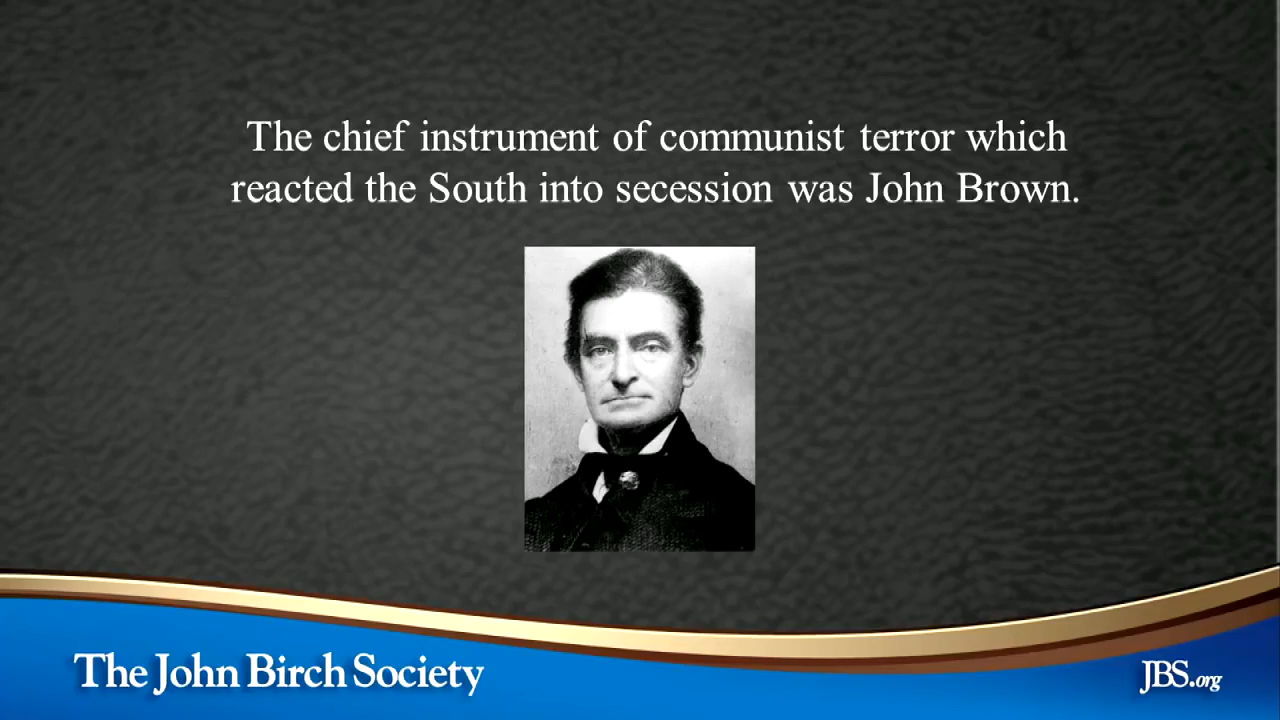 The chief instrument of communist terror which
reacted the South into secession was John Brown.
The John Birch Society
JBS.org